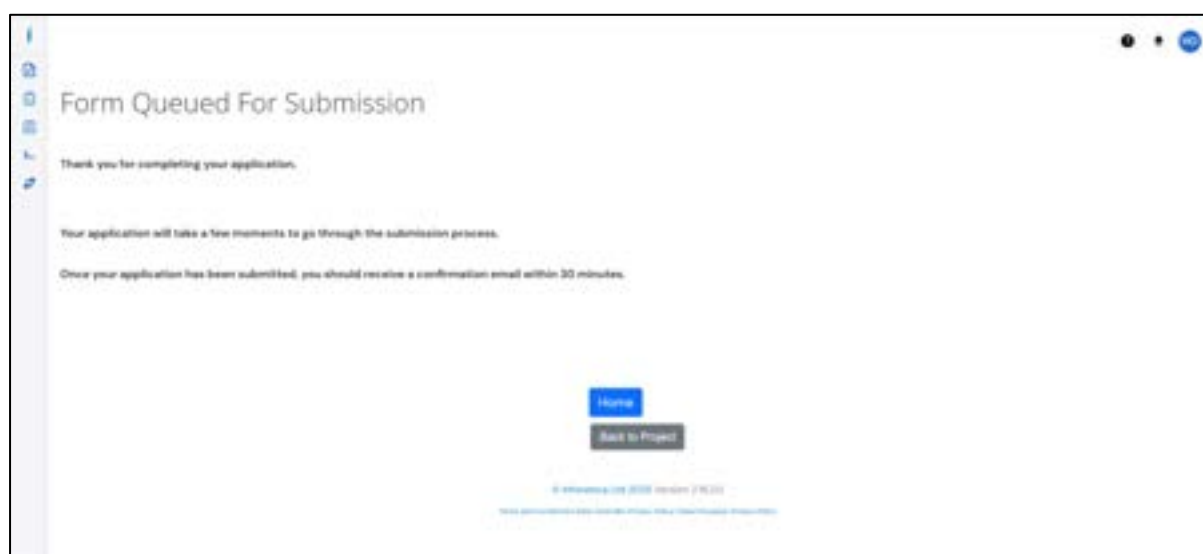 Form Queued For Submission
Thank you for completing your application.
Your application will take a few moments to go through the submission process.
Once your application has been submitted, you should receive a confirmation email within 30 minutes.
Home
Back to Project